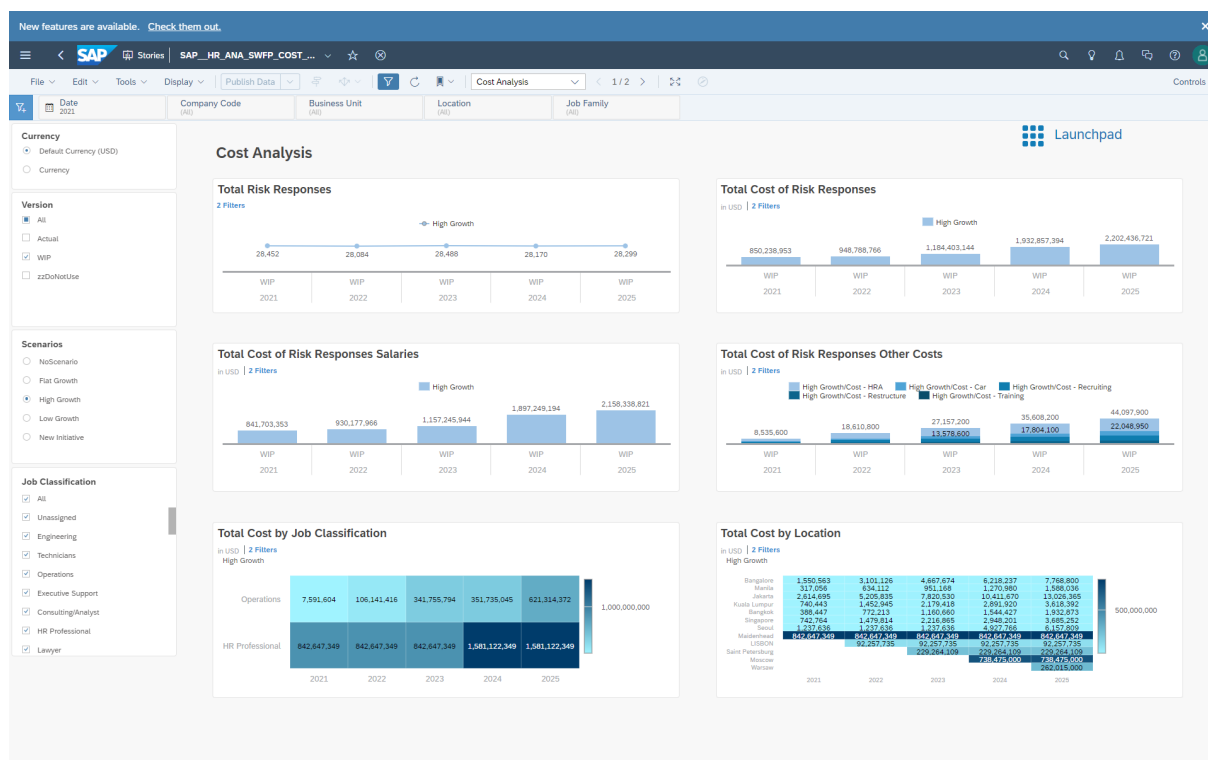 New features are available. Check them out.
SAP Stories SAP__HR_ANA_SWFP_COST_...
File Edit Tools Display Publish Data Cost Analysis 1/2 Controls
Date
2021
Company Code
(All)
Business Unit
(All)
Location
(All)
Job Family
(All)
Currency
Default Currency (USD)
Currency
Version
All
Actual
WIP
zzDoNotUse
Scenarios
NoScenario
Flat Growth
High Growth
Low Growth
New Initiative
Job Classification
All
Unassigned
Engineering
Technicians
Operations
Executive Support
Consulting/Analyst
HR Professional
Lawyer
Launchpad
Cost Analysis
Total Risk Responses
2 Filters
High Growth
28,452 28,084 28,488 28,170 28,299
WIP WIP WIP WIP WIP
2021 2022 2023 2024 2025
Total Cost of Risk Responses
in USD 2 Filters
High Growth
850,238,953 948,788,766 1,184,403,144 1,932,857,394 2,202,436,721
WIP WIP WIP WIP WIP
2021 2022 2023 2024 2025
Total Cost of Risk Responses Salaries
in USD 2 Filters
High Growth
841,703,353 930,177,966 1,157,245,944 1,897,249,194 2,158,338,821
WIP WIP WIP WIP WIP
2021 2022 2023 2024 2025
Total Cost of Risk Responses Other Costs
in USD 2 Filters
High Growth/Cost - HRA High Growth/Cost - Car High Growth/Cost - Recruiting
High Growth/Cost - Restructure High Growth/Cost - Training
8,535,600 18,610,800 27,157,200 35,608,200 44,097,900
13,578,600 17,804,100 22,048,950
WIP WIP WIP WIP WIP
2021 2022 2023 2024 2025
Total Cost by Job Classification
in USD 2 Filters
High Growth
Operations 7,591,604 106,141,416 341,755,794 351,735,045 621,314,372
1,000,000,000
HR Professional 842,647,349 842,647,349 842,647,349 1,581,122,349 1,581,122,349
2021 2022 2023 2024 2025
Total Cost by Location
in USD 2 Filters
High Growth
Bangalore 1,550,563 3,101,126 4,667,674 6,218,237 7,768,800
Manila 317,056 634,112 951,168 1,270,980 1,588,036
Jakarta 2,614,695 5,205,835 7,820,530 10,411,670 13,026,365
Kuala Lumpur 740,443 1,452,945 2,179,418 2,891,920 3,618,392
Bangkok 388,447 772,213 1,160,660 1,544,427 1,932,873
Singapore 742,764 1,479,814 2,216,865 2,948,201 3,685,252
Seoul 1,237,636 1,237,636 1,237,636 4,927,766 6,157,809
Maidenhead 842,647,349 842,647,349 842,647,349 842,647,349 842,647,349
LISBON 92,257,735 92,257,735 92,257,735 92,257,735
Saint Petersburg 229,264,109 229,264,109 229,264,109
Moscow 738,475,000 738,475,000
Warsaw 262,015,000
500,000,000
2021 2022 2023 2024 2025